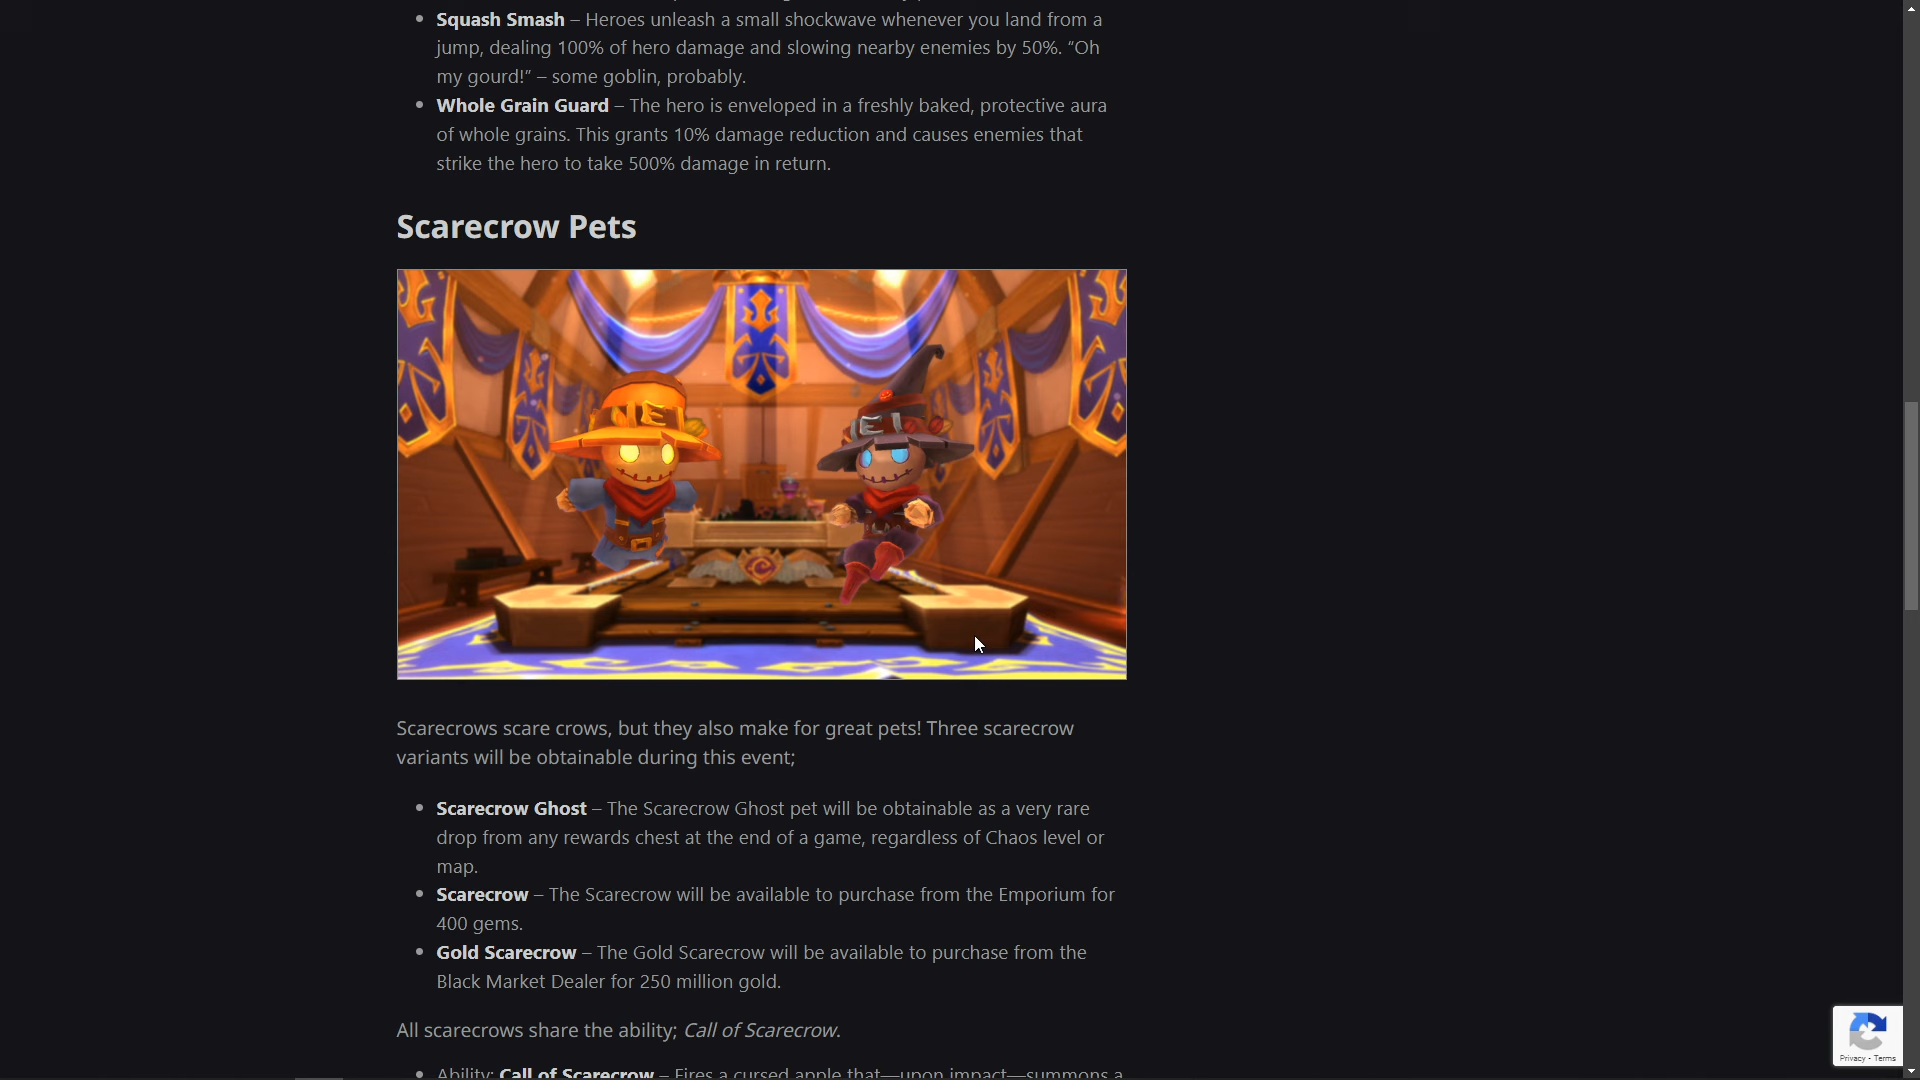 Squash Smash – Heroes unleash a small shockwave whenever you land from a
jump, dealing 100% of hero damage and slowing nearby enemies by 50%. “Oh
my gourd!” – some goblin, probably.
Whole Grain Guard – The hero is enveloped in a freshly baked, protective aura
of whole grains. This grants 10% damage reduction and causes enemies that
strike the hero to take 500% damage in return.
Scarecrow Pets
Scarecrows scare crows, but they also make for great pets! Three scarecrow
variants will be obtainable during this event;
Scarecrow Ghost – The Scarecrow Ghost pet will be obtainable as a very rare
drop from any rewards chest at the end of a game, regardless of Chaos level or
map.
Scarecrow – The Scarecrow will be available to purchase from the Emporium for
400 gems.
Gold Scarecrow – The Gold Scarecrow will be available to purchase from the
Black Market Dealer for 250 million gold.
All scarecrows share the ability; Call of Scarecrow.
Ability: Call of Scarecrow – Fires a cursed apple that—upon impact—summons a
Privacy - Terms